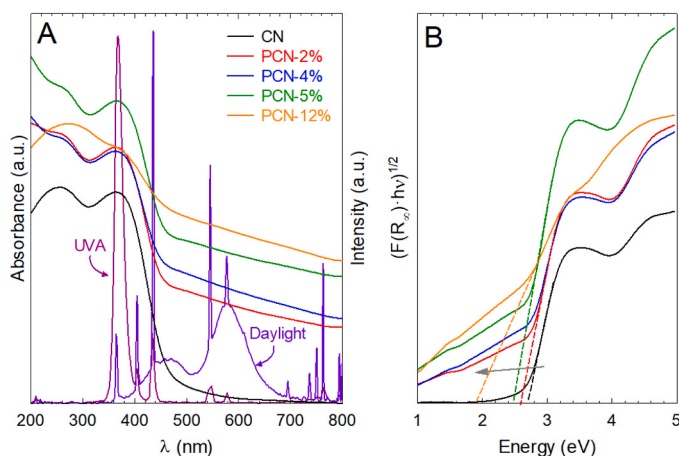 A
CN
PCN-2%
PCN-4%
PCN-5%
PCN-12%
UVA
Daylight
Absorbance (a.u.)
Intensity (a.u.)
200 300 400 500 600 700 800
λ (nm)
B
(F(R∞)·hν)1/2
1 2 3 4 5
Energy (eV)